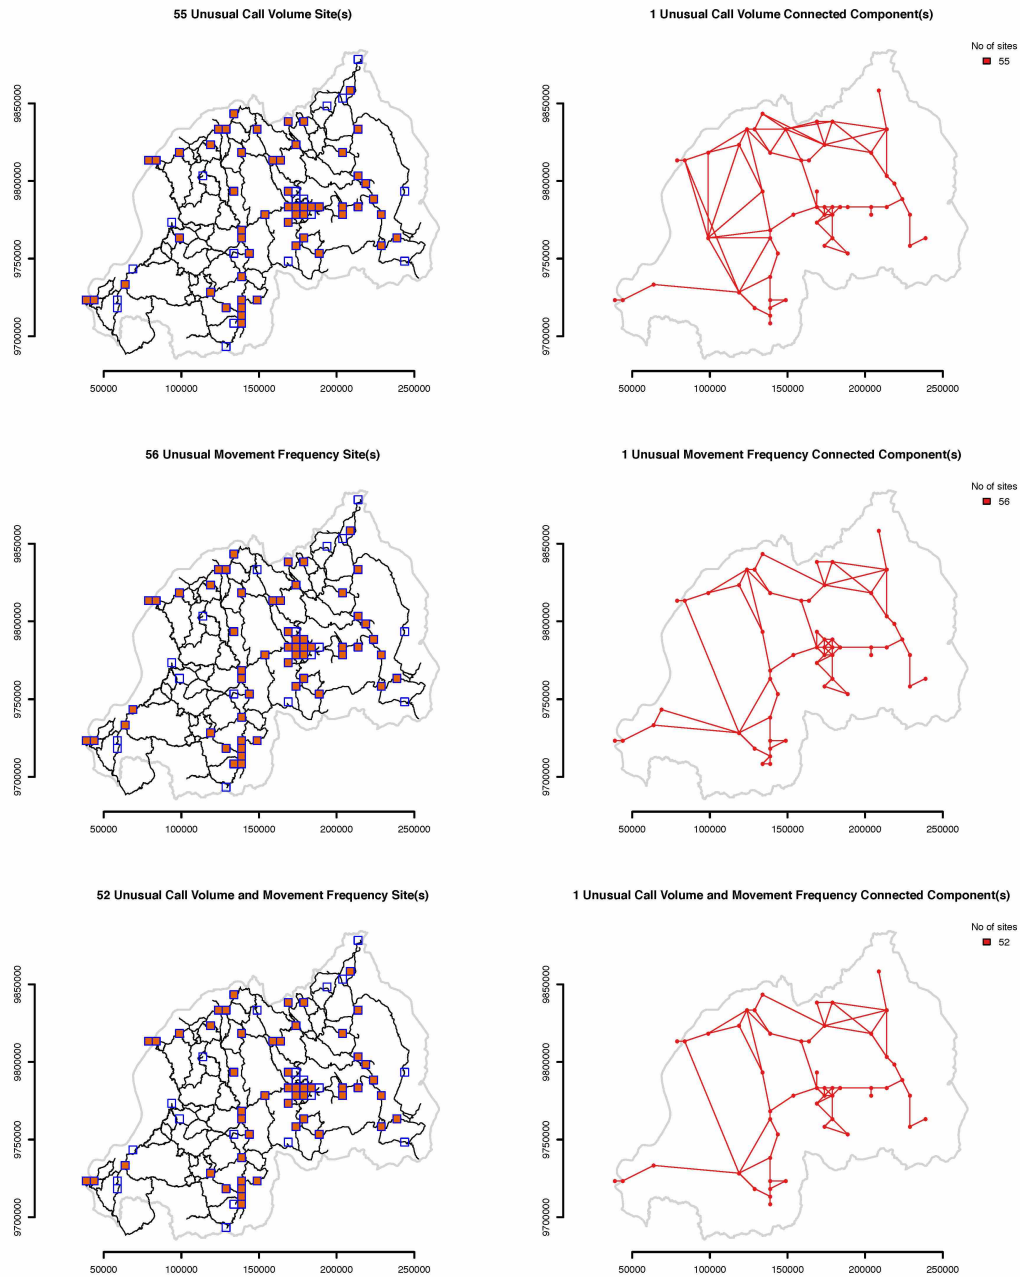 55 Unusual Call Volume Site(s)
1 Unusual Call Volume Connected Component(s)
No of sites
55
9850000
9800000
9750000
9700000
50000 100000 150000 200000 250000
9850000
9800000
9750000
9700000
50000 100000 150000 200000 250000
56 Unusual Movement Frequency Site(s)
1 Unusual Movement Frequency Connected Component(s)
No of sites
56
9850000
9800000
9750000
9700000
50000 100000 150000 200000 250000
9850000
9800000
9750000
9700000
50000 100000 150000 200000 250000
52 Unusual Call Volume and Movement Frequency Site(s)
1 Unusual Call Volume and Movement Frequency Connected Component(s)
No of sites
52
9850000
9800000
9750000
9700000
50000 100000 150000 200000 250000
9850000
9800000
9750000
9700000
50000 100000 150000 200000 250000